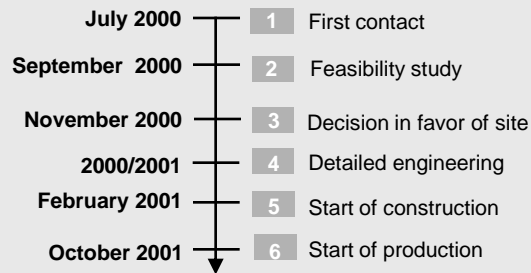 July 2000 1 First contact
September 2000 2 Feasibility study
November 2000 3 Decision in favor of site
2000/2001 4 Detailed engineering
February 2001 5 Start of construction
October 2001 6 Start of production